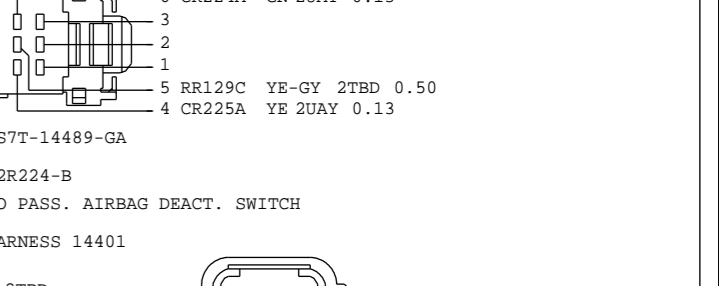 3
2
1
5 RR129C YE-GY 2TBD 0.50
4 CR225A YE 2UAY 0.13
S7T-14489-GA
2R224-B
PASS. AIRBAG DEACT. SWITCH
ARNESS 14401